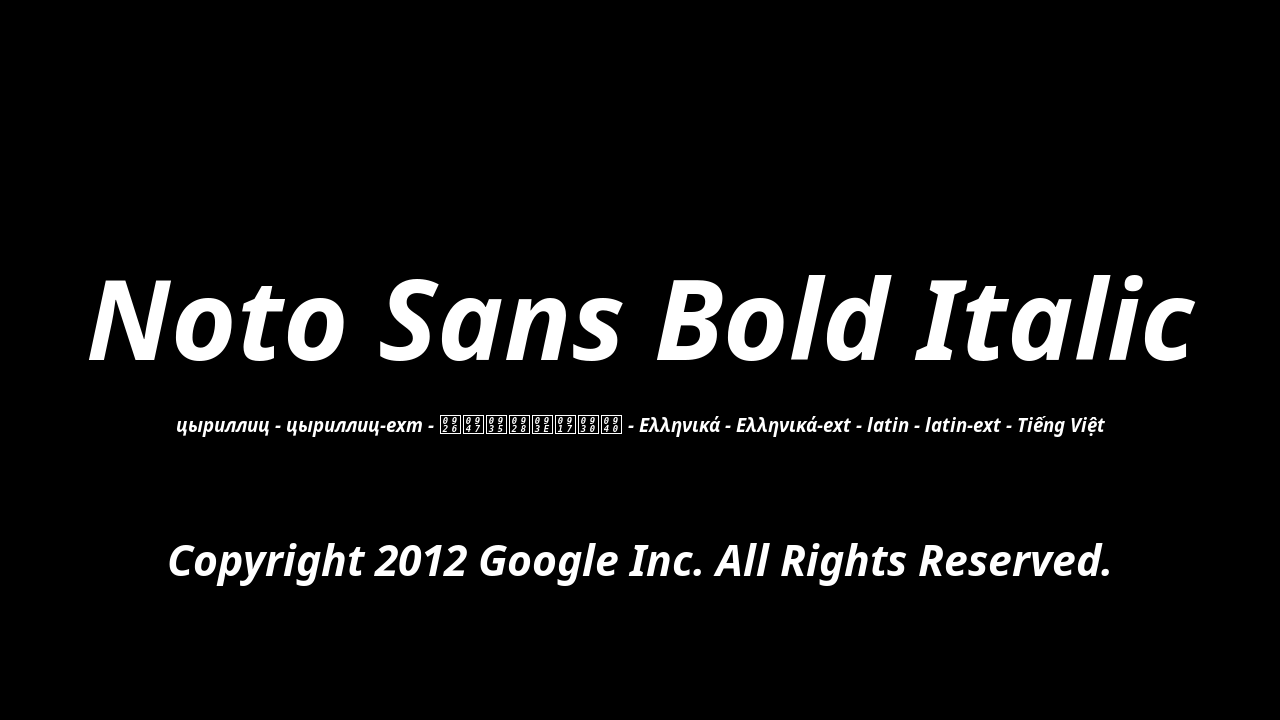 Noto Sans Bold Italic
цыриллиц - цыриллиц-ext - - Ελληνικά - Ελληνικά-ext - latin - latin-ext - Tiếng Việt
Copyright 2012 Google Inc. All Rights Reserved.